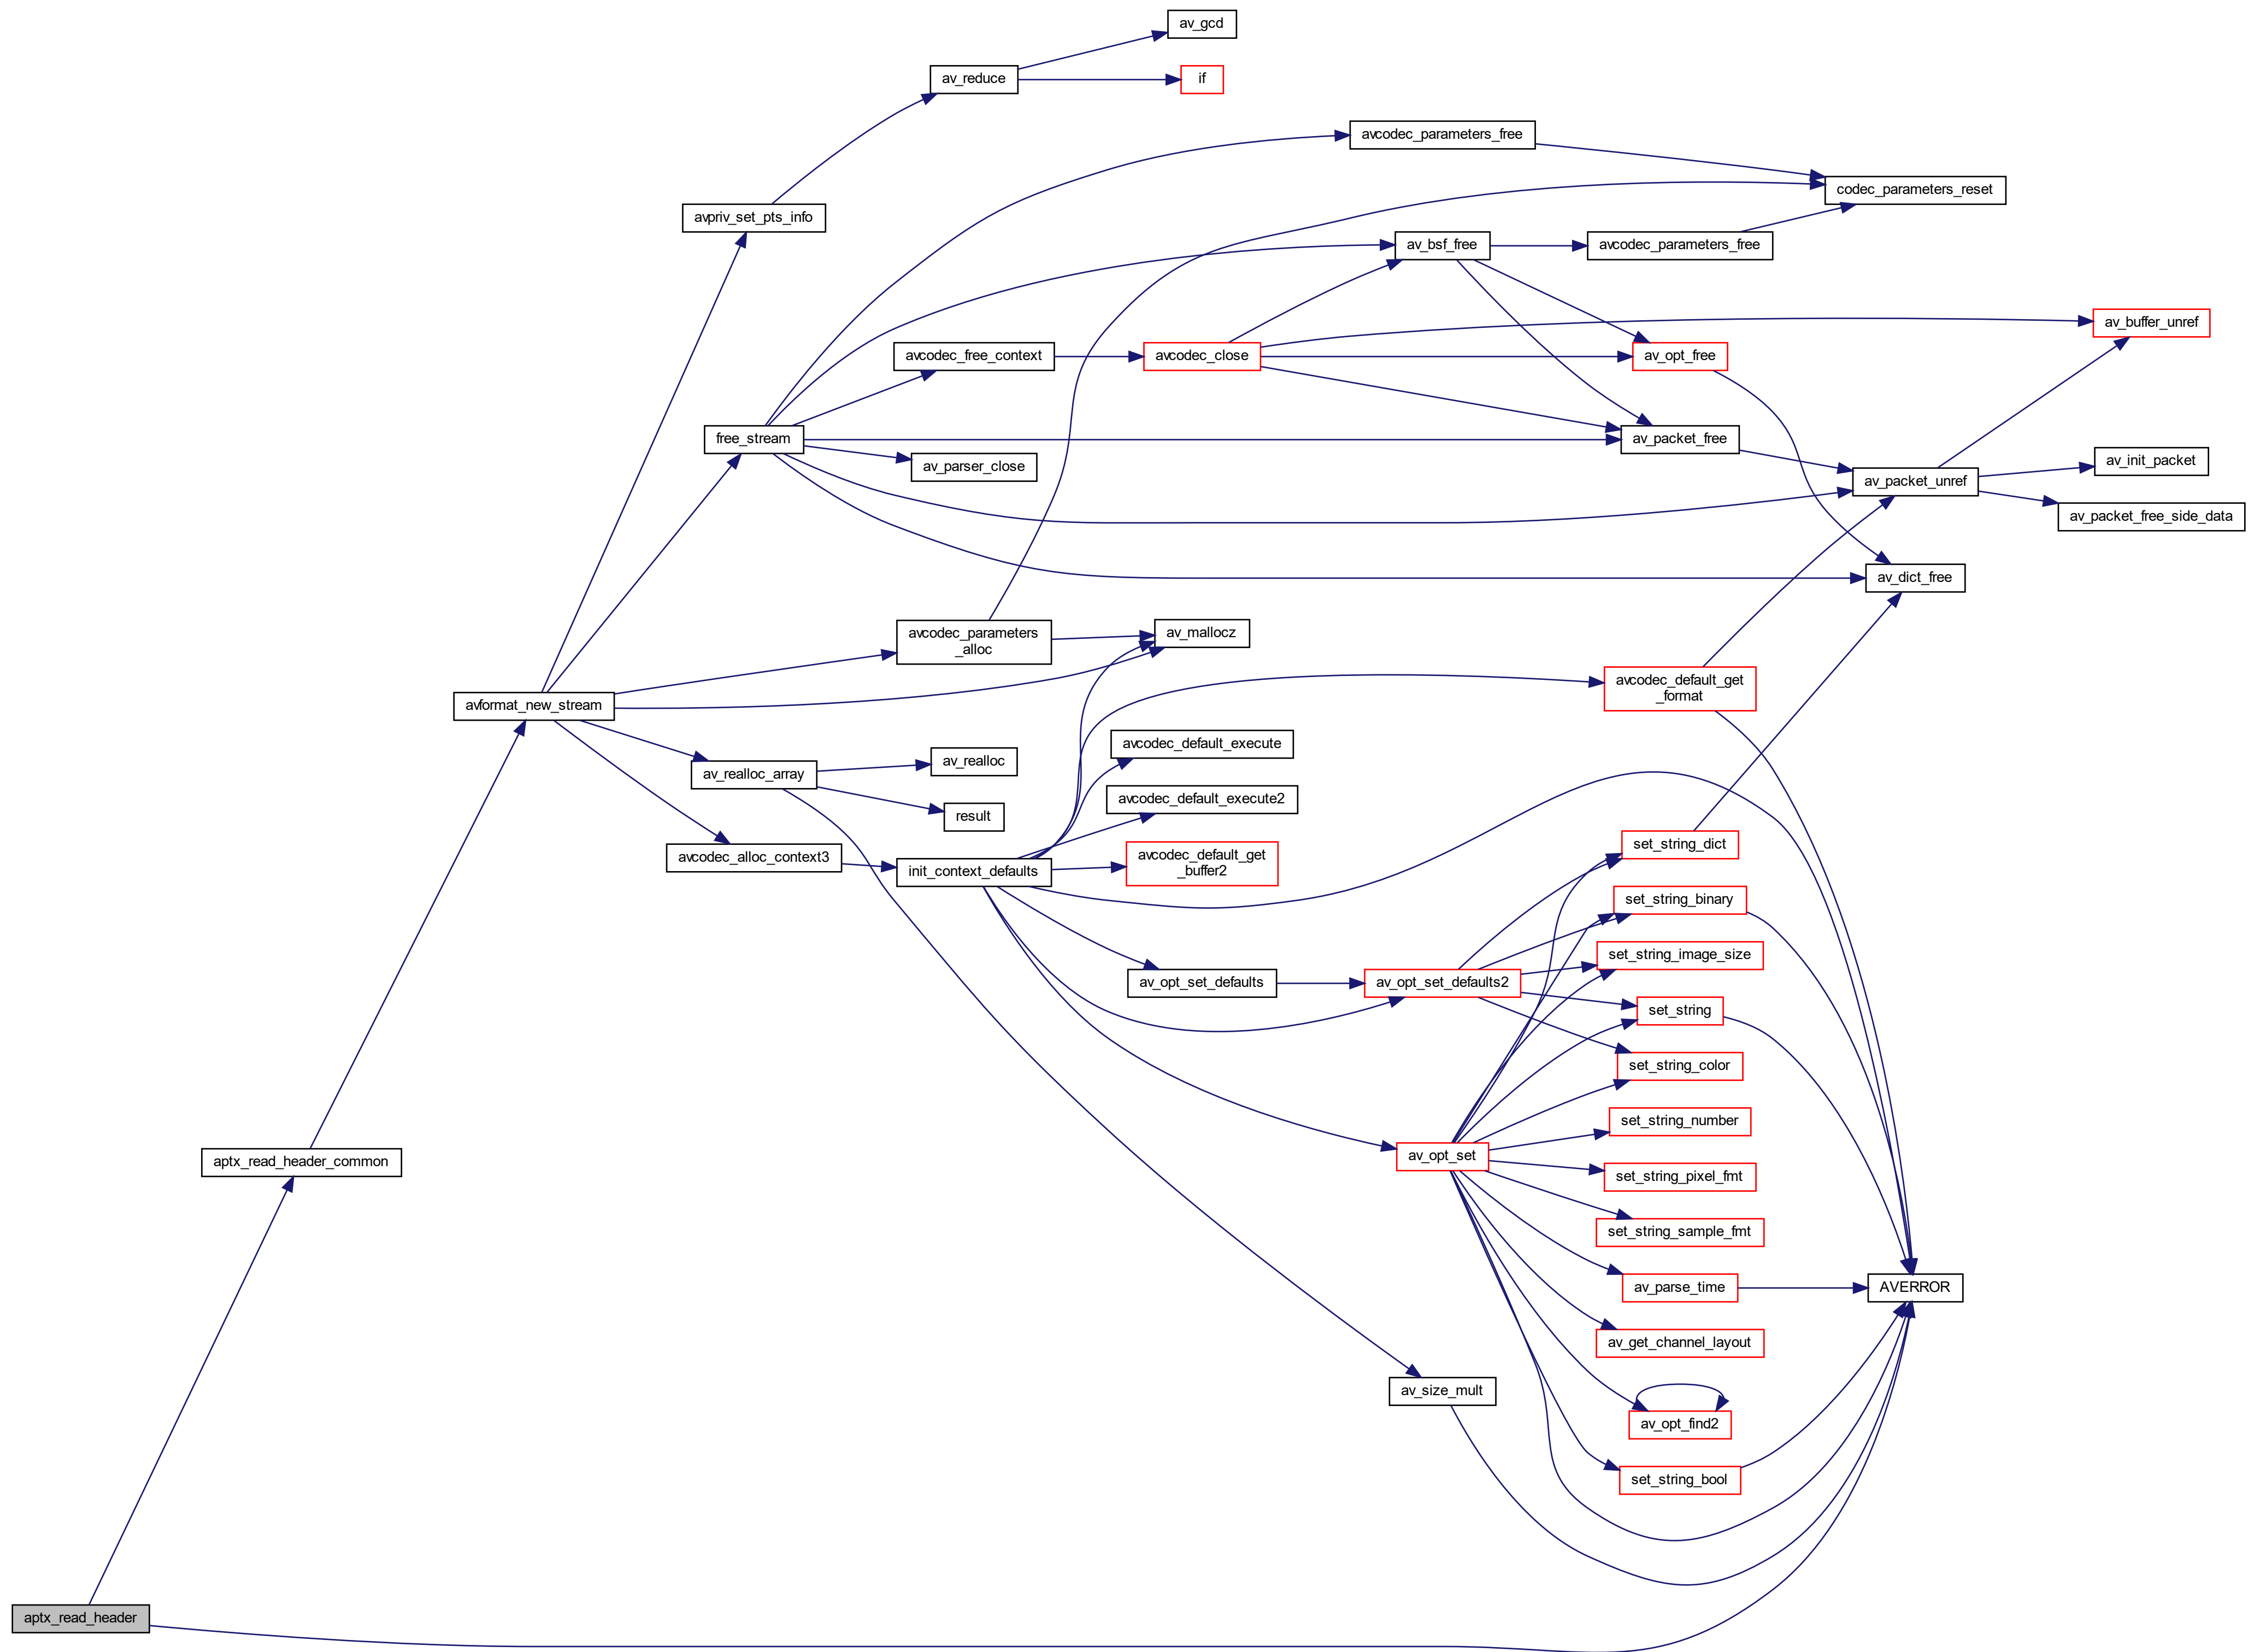 av_gcd
av_reduce
if
avcodec_parameters_free
codec_parameters_reset
avpriv_set_pts_info
av_bsf_free
avcodec_parameters_free
av_buffer_unref
avcodec_free_context
avcodec_close
av_opt_free
free_stream
av_packet_free
av_parser_close
av_init_packet
av_packet_unref
av_packet_free_side_data
av_dict_free
avcodec_parameters
_alloc
av_mallocz
avcodec_default_get
_format
avformat_new_stream
avcodec_default_execute
av_realloc
av_realloc_array
avcodec_default_execute2
result
set_string_dict
avcodec_alloc_context3
avcodec_default_get
_buffer2
init_context_defaults
set_string_binary
set_string_image_size
av_opt_set_defaults
av_opt_set_defaults2
set_string
set_string_color
set_string_number
av_opt_set
aptx_read_header_common
set_string_pixel_fmt
set_string_sample_fmt
av_parse_time
AVERROR
av_get_channel_layout
av_size_mult
av_opt_find2
set_string_bool
aptx_read_header